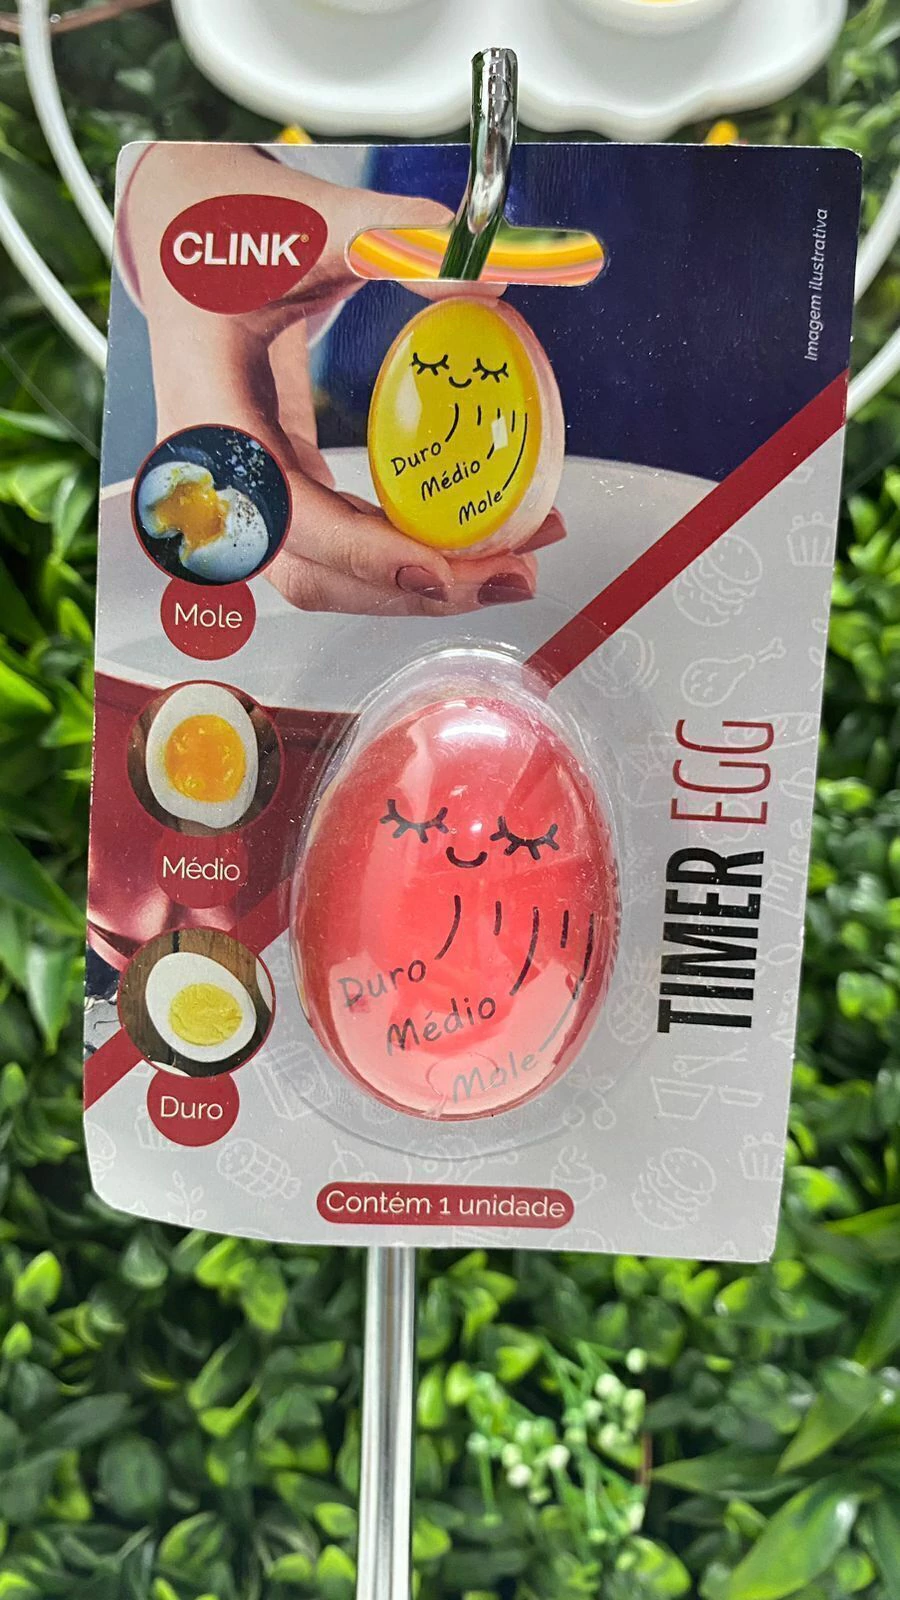 CLINK®
Imagem ilustrativa
Duro
Médio
Mole
Mole
Médio
Duro
TIMER EGG
Duro
Médio
Mole
Contém 1 unidade